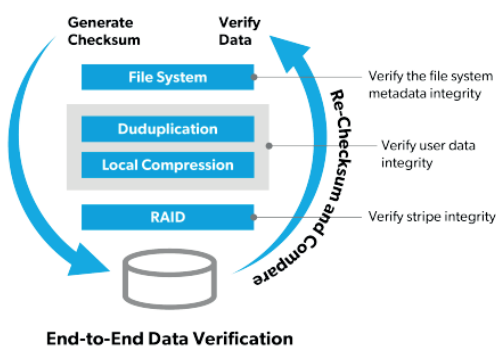 Generate
Checksum
Verify
Data
File System
Verify the file system
metadata integrity
Duduplication
Local Compression
Verify user data
integrity
RAID
Verify stripe integrity
Re-Checksum and Compare
End-to-End Data Verification